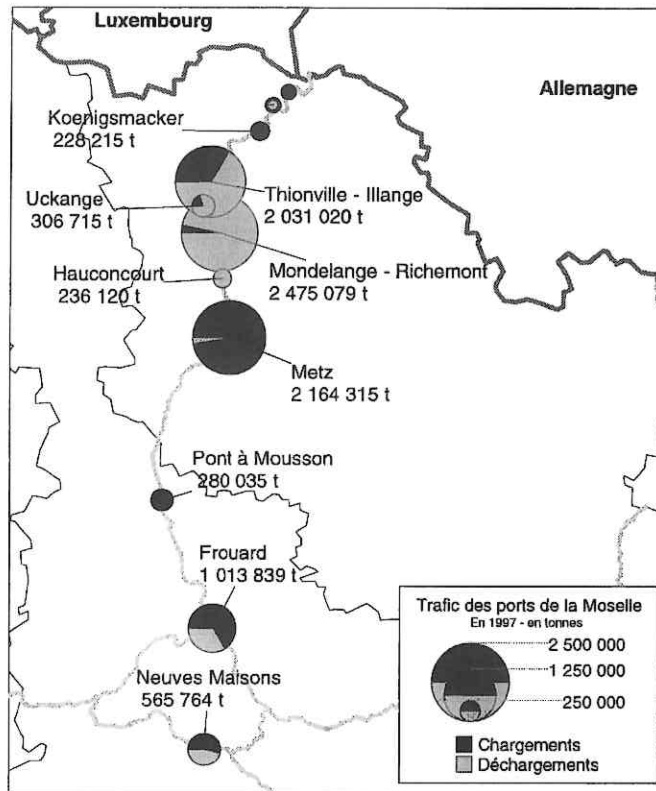 Luxembourg
Allemagne
Koenigsmacker
228 215 t
Thionville - Illange
2 031 020 t
Uckange
306 715 t
Mondelange - Richemont
2 475 079 t
Hauconcourt
236 120 t
Metz
2 164 315 t
Pont à Mousson
280 035 t
Frouard
1 013 839 t
Neuves Maisons
565 764 t
Trafic des ports de la Moselle
En 1997 - en tonnes
2 500 000
1 250 000
250 000
Chargements
Déchargements